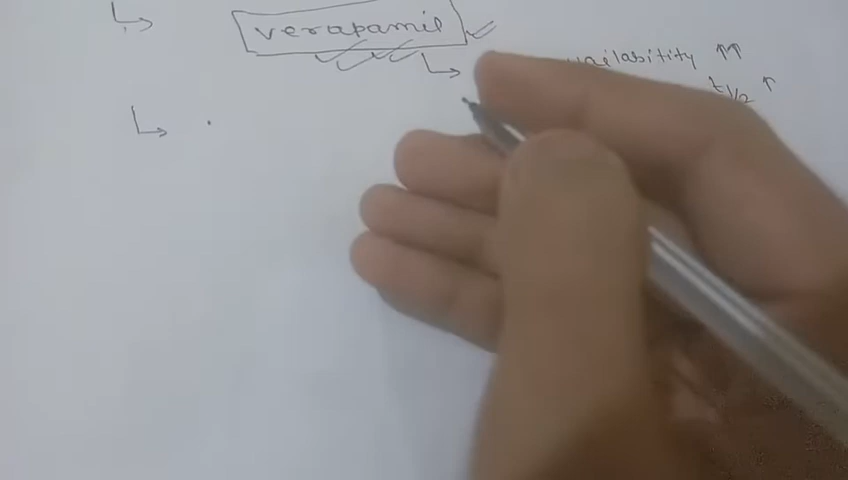 verapamil
↑↑
t1/2 ↑